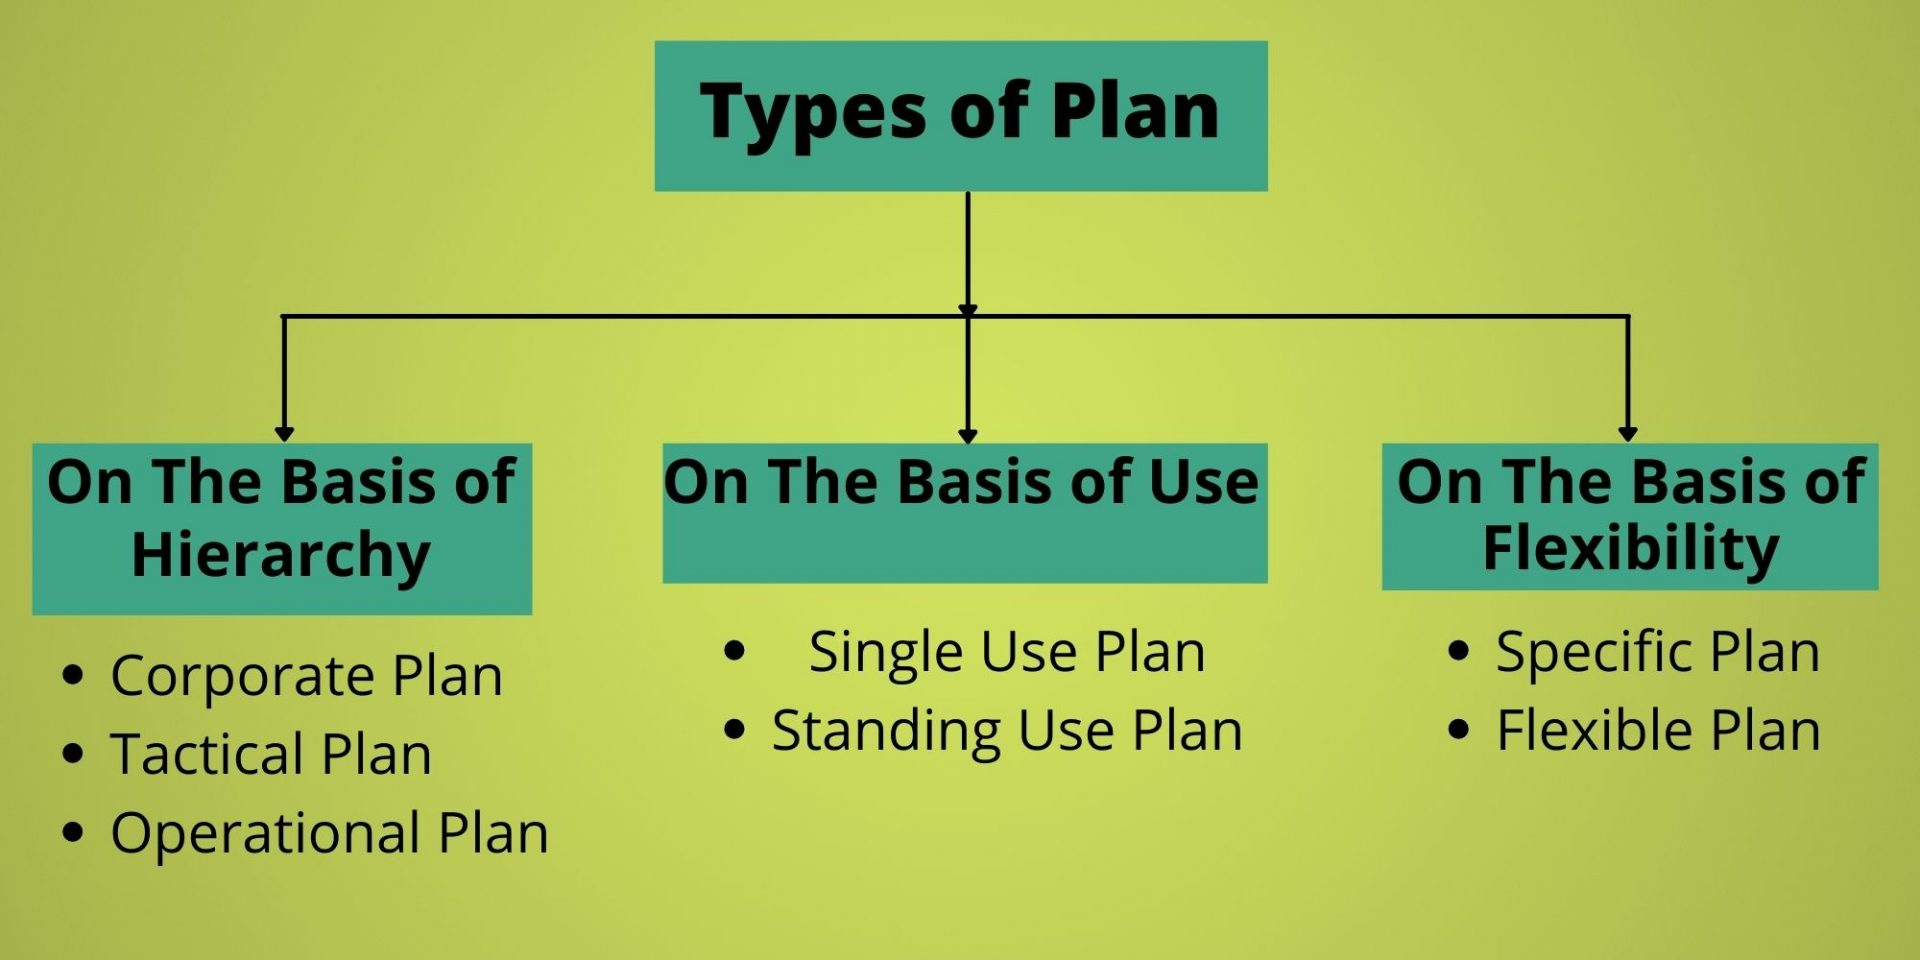 Types of Plan
On The Basis of
Hierarchy
Corporate Plan
Tactical Plan
Operational Plan
On The Basis of Use
Single Use Plan
Standing Use Plan
On The Basis of
Flexibility
Specific Plan
Flexible Plan